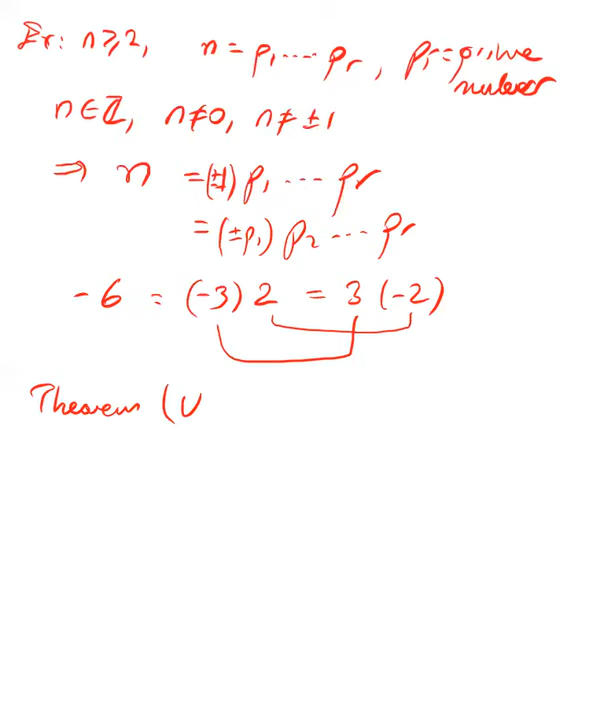 Ex: n ≥ 2, n = p₁ ... pᵣ, pᵢ = prime number
n ∈ ℤ, n ≠ 0, n ≠ ±1
⇒ n = (±1) p₁ ... pᵣ
= (±p₁) p₂ ... pᵣ
-6 = (-3) 2 = 3 (-2)
Theorem (U